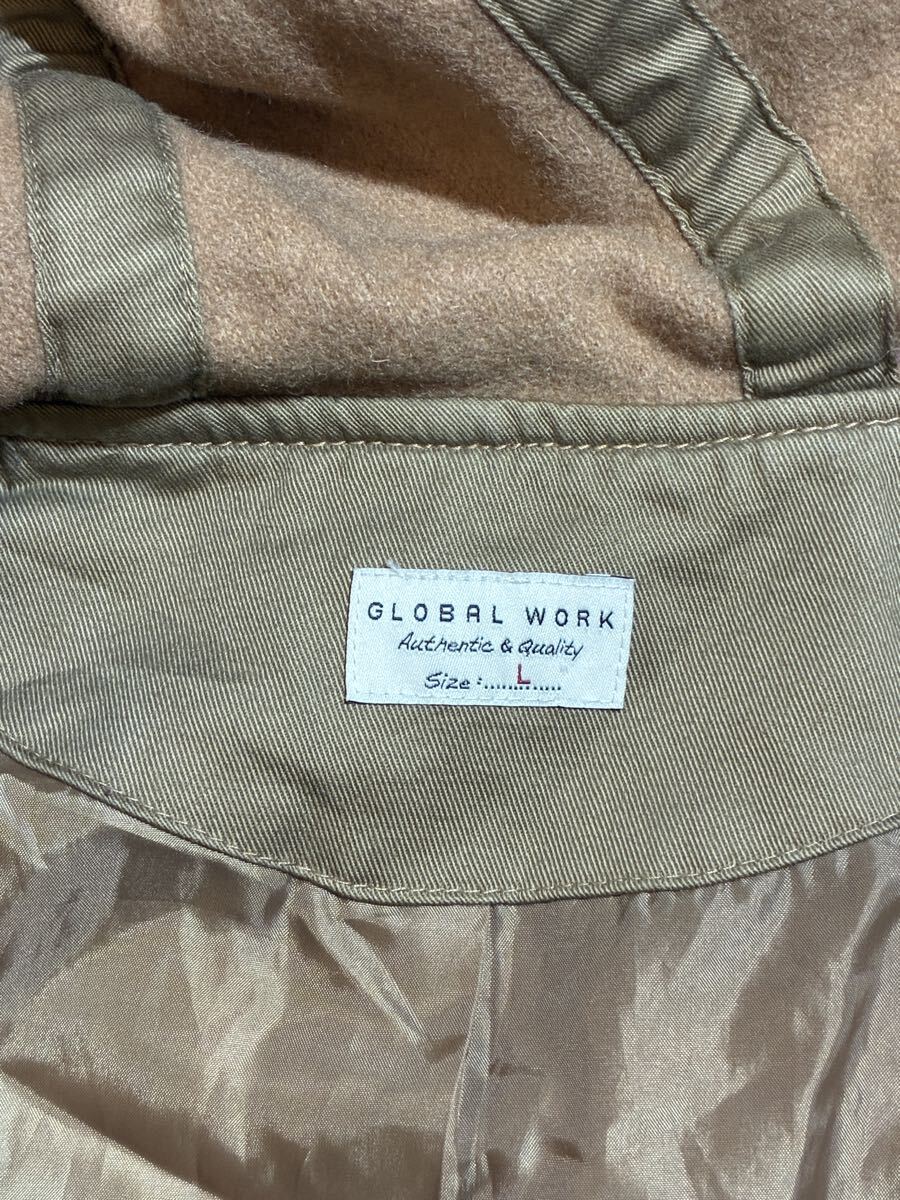 GLOBAL WORK
Authentic & Quality
Size:.............L